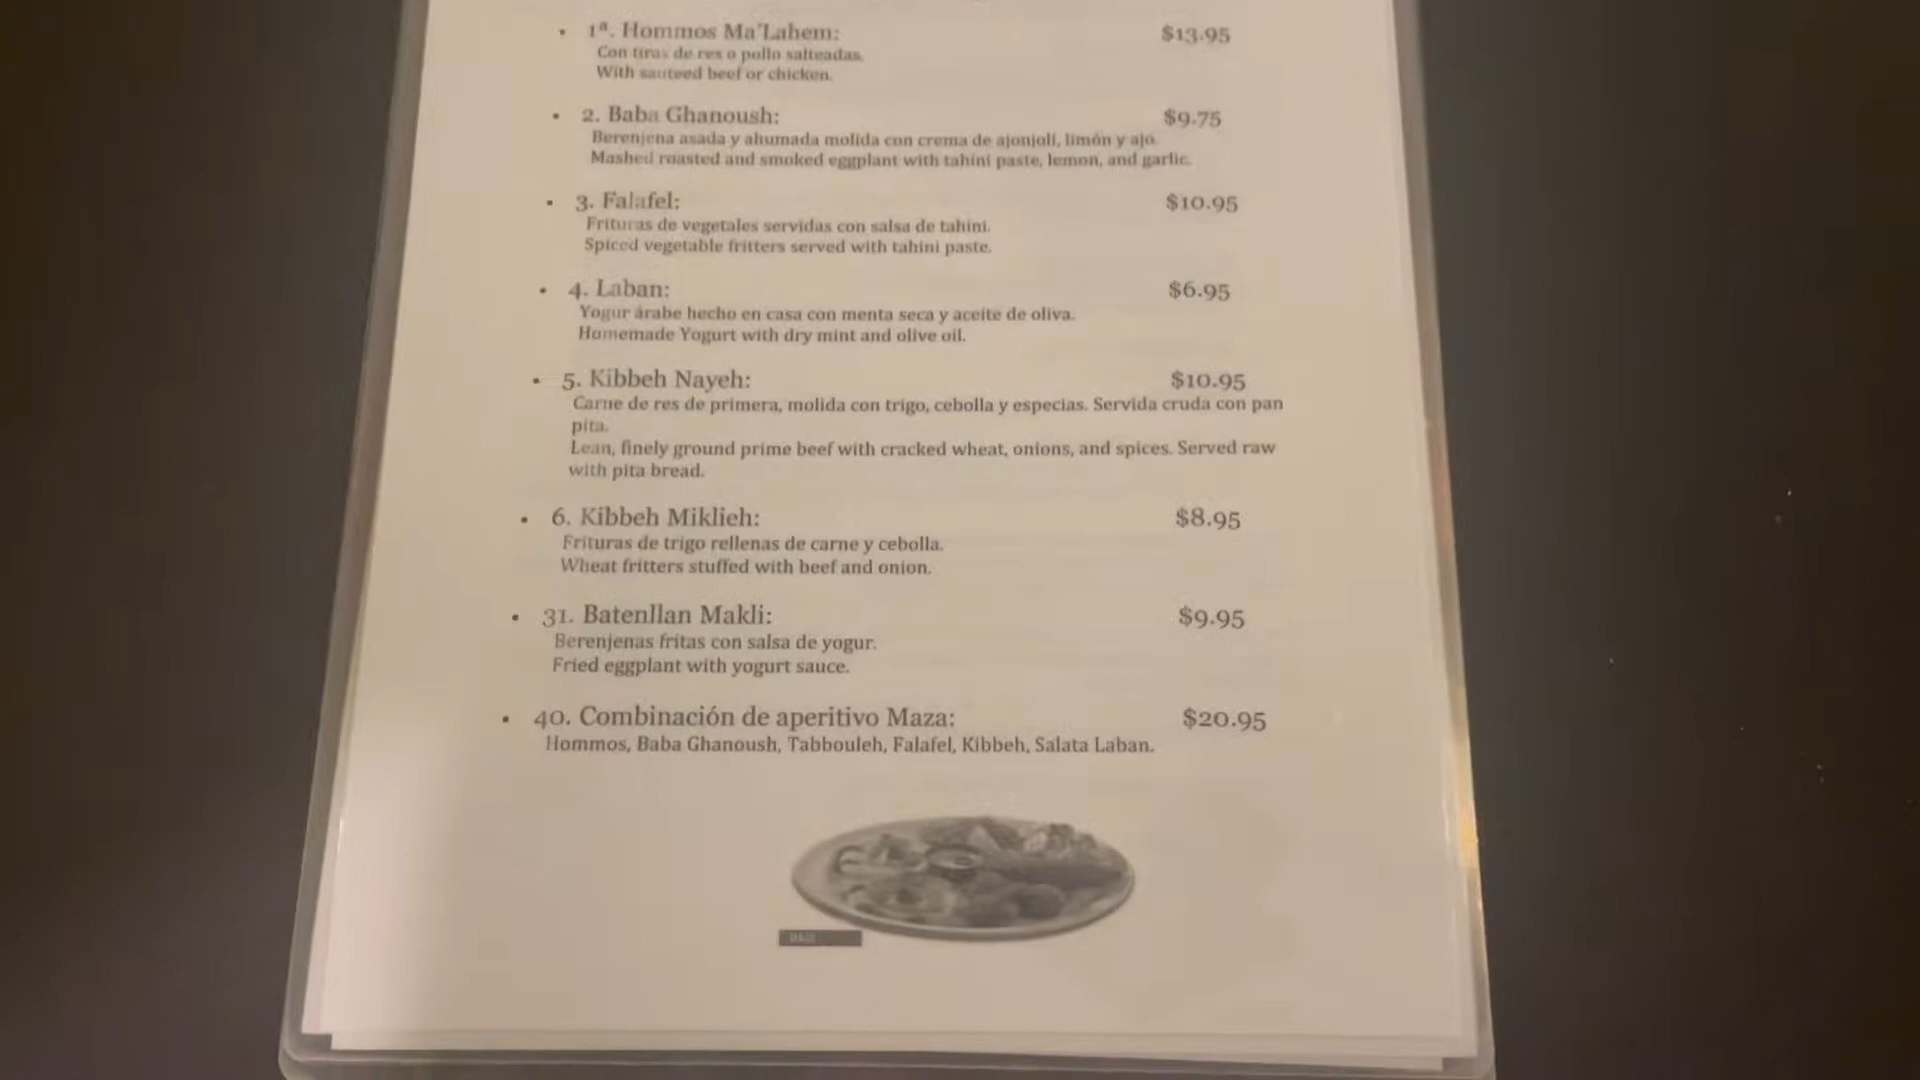 • 1ª. Hommos Ma'Lahem: $13.95
Con tiras de res o pollo salteadas.
With sauteed beef or chicken.
• 2. Baba Ghanoush: $9.75
Berenjena asada y ahumada molida con crema de ajonjolí, limón y ajo.
Mashed roasted and smoked eggplant with tahini paste, lemon, and garlic.
• 3. Falafel: $10.95
Frituras de vegetales servidas con salsa de tahini.
Spiced vegetable fritters served with tahini paste.
• 4. Laban: $6.95
Yogur árabe hecho en casa con menta seca y aceite de oliva.
Homemade Yogurt with dry mint and olive oil.
• 5. Kibbeh Nayeh: $10.95
Carne de res de primera, molida con trigo, cebolla y especias. Servida cruda con pan
pita.
Lean, finely ground prime beef with cracked wheat, onions, and spices. Served raw
with pita bread.
• 6. Kibbeh Miklieh: $8.95
Frituras de trigo rellenas de carne y cebolla.
Wheat fritters stuffed with beef and onion.
• 31. Batenllan Makli: $9.95
Berenjenas fritas con salsa de yogur.
Fried eggplant with yogurt sauce.
• 40. Combinación de aperitivo Maza: $20.95
Hommos, Baba Ghanoush, Tabbouleh, Falafel, Kibbeh, Salata Laban.